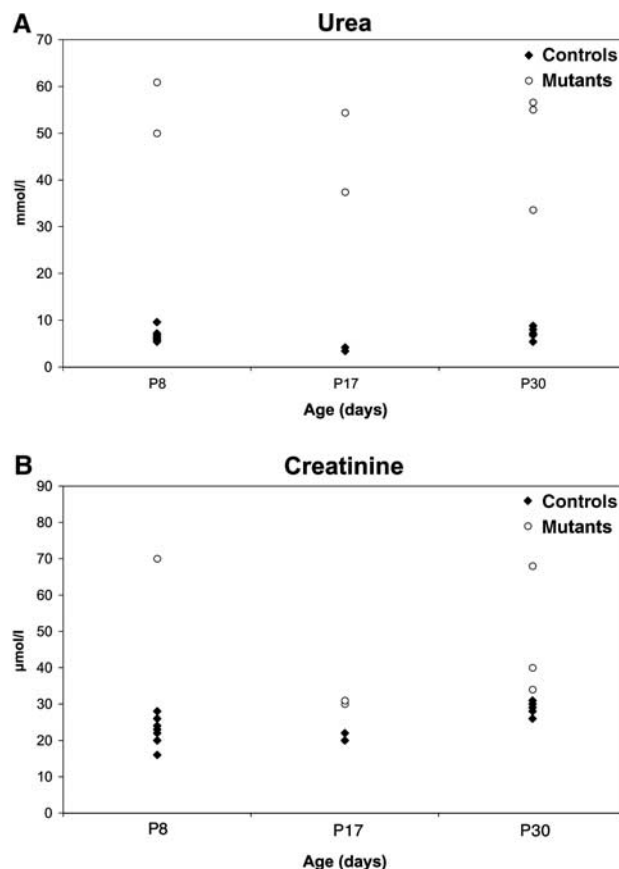 A
Urea
70
◆ Controls
○ Mutants
60
50
40
mmol/l
30
20
10
0
P8 P17 P30
Age (days)
B
Creatinine
90
◆ Controls
○ Mutants
80
70
60
50
µmol/l
40
30
20
10
0
P8 P17 P30
Age (days)